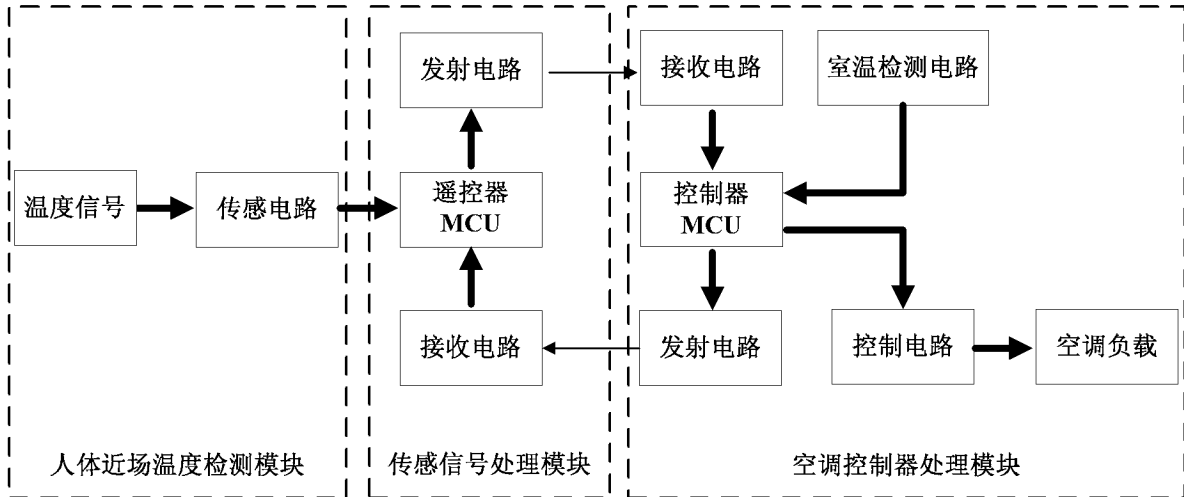 发射电路
接收电路
室温检测电路
温度信号
传感电路
遥控器
MCU
控制器
MCU
接收电路
发射电路
控制电路
空调负载
人体近场温度检测模块
传感信号处理模块
空调控制器处理模块